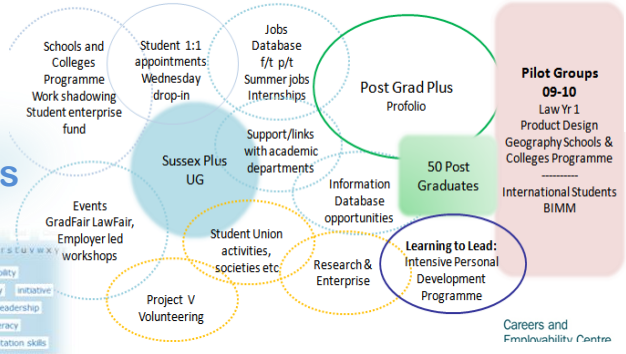 Schools and
Colleges
Programme
Work shadowing
Student enterprise
fund
Student 1:1
appointments
Wednesday
drop-in
Jobs
Database
f/t p/t
Summer jobs
Internships
Post Grad Plus
Profolio
Pilot Groups
09-10
Law Yr 1
Product Design
Geography Schools &
Colleges Programme
----------
International Students
BIMM
Sussex Plus
UG
Support/links
with academic
departments
50 Post
Graduates
s
Information
Database
opportunities
Events
GradFair LawFair,
Employer led
workshops
Student Union
activities,
societies etc
Research &
Enterprise
Learning to Lead:
Intensive Personal
Development
Programme
Project V
Volunteering
r s t u v w x y
initiative
Careers and
Employability Centre